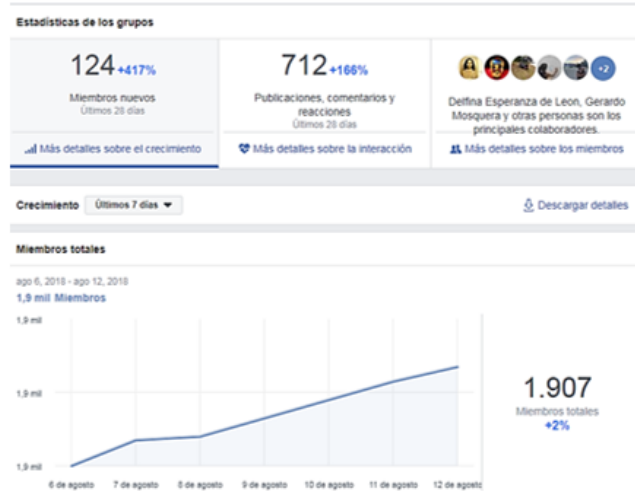 Estadísticas de los grupos
124 +417%
Miembros nuevos
Últimos 28 días
Más detalles sobre el crecimiento
712 +166%
Publicaciones, comentarios y
reacciones
Últimos 28 días
Más detalles sobre la interacción
+2
Delfina Esperanza de Leon, Gerardo
Mosquera y otras personas son los
principales colaboradores.
Más detalles sobre los miembros
Crecimiento Últimos 7 días
Descargar detalles
Miembros totales
ago 6, 2018 - ago 12, 2018
1,9 mil Miembros
1,9 mil
1,9 mil
1,9 mil
6 de agosto 7 de agosto 8 de agosto 9 de agosto 10 de agosto 11 de agosto 12 de agosto
1.907
Miembros totales
+2%